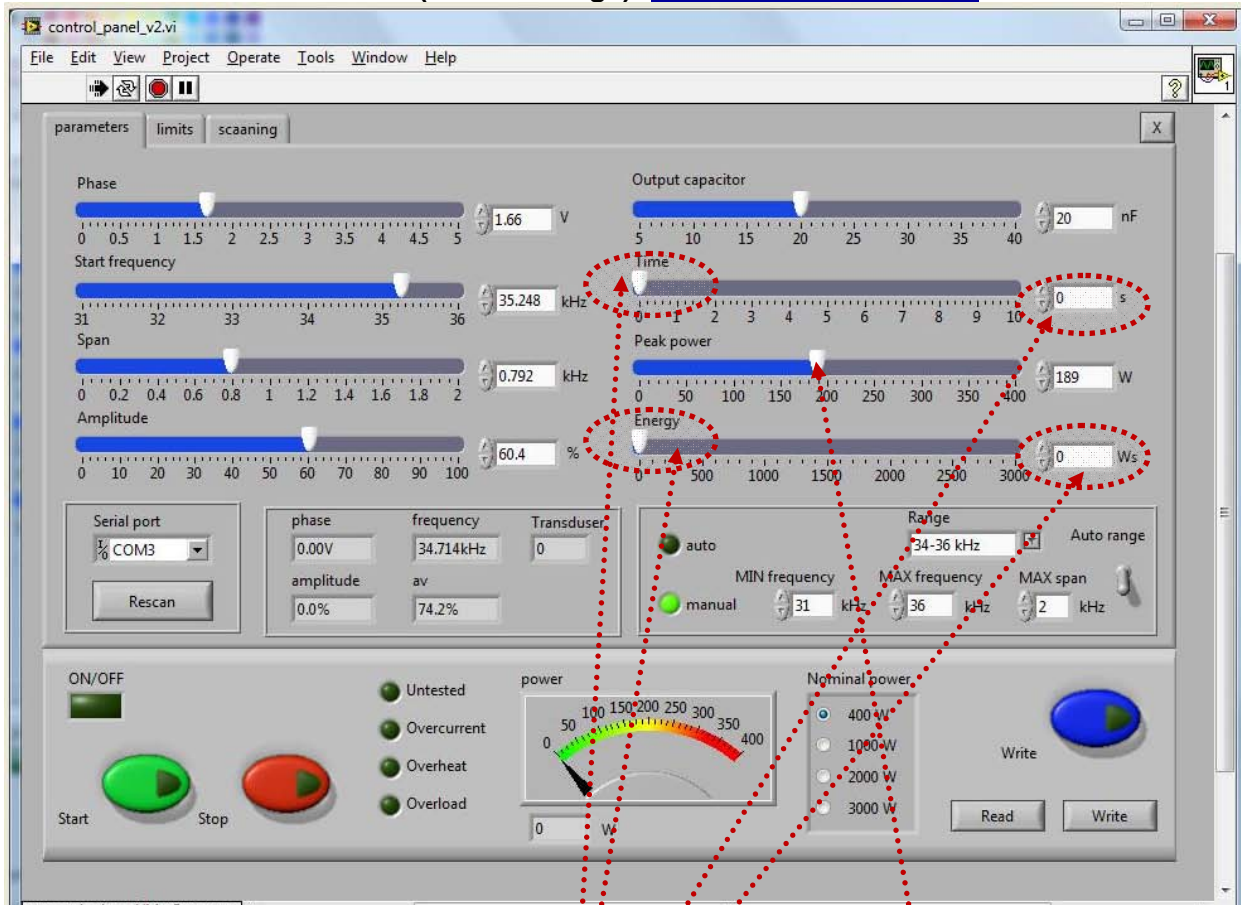 control_panel_v2.vi
File Edit View Project Operate Tools Window Help
1
parameters limits scaaning X
Phase
1.66 V
0 0.5 1 1.5 2 2.5 3 3.5 4 4.5 5
Start frequency
35.248 kHz
31 32 33 34 35 36
Span
0.792 kHz
0 0.2 0.4 0.6 0.8 1 1.2 1.4 1.6 1.8 2
Amplitude
60.4 %
0 10 20 30 40 50 60 70 80 90 100
Output capacitor
20 nF
5 10 15 20 25 30 35 40
Time
0 s
0 1 2 3 4 5 6 7 8 9 10
Peak power
189 W
0 50 100 150 200 250 300 350 400
Energy
0 Ws
0 500 1000 1500 2000 2500 3000
Serial port
COM3
Rescan
phase frequency Transduser
0.00V 34.714kHz 0
amplitude av
0.0% 74.2%
auto
manual
Range
34-36 kHz
Auto range
MIN frequency MAX frequency MAX span
31 kHz 36 kHz 2 kHz
ON/OFF
Start Stop
Untested
Overcurrent
Overheat
Overload
power
0 50 100 150 200 250 300 350 400
0 W
Nominal power
400 W
1000 W
2000 W
3000 W
Write
Read Write